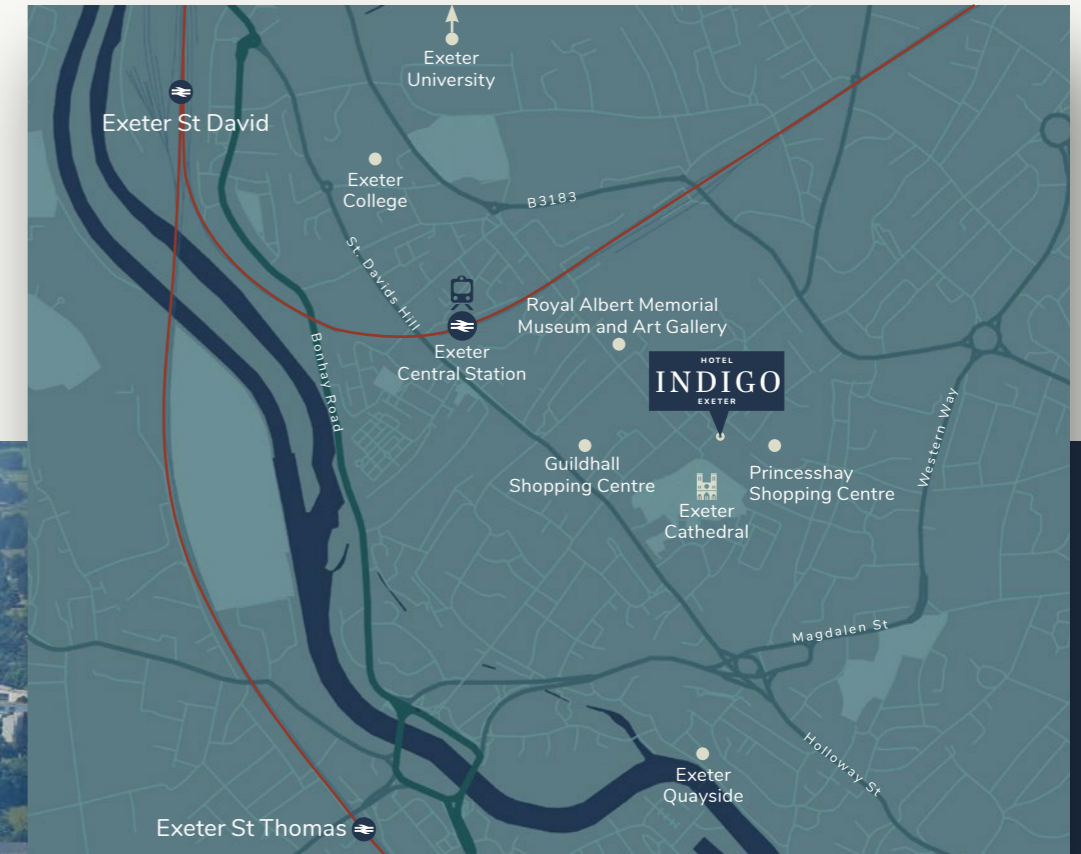 Exeter
University
Exeter St David
Exeter
College
B3183
St. Davids Hill
Royal Albert Memorial
Museum and Art Gallery
Exeter
Central Station
Bonhay Road
HOTEL
INDIGO
EXETER
Western Way
Guildhall
Shopping Centre
Princesshay
Shopping Centre
Exeter
Cathedral
Magdalen St
Holloway St
Exeter
Quayside
Exeter St Thomas